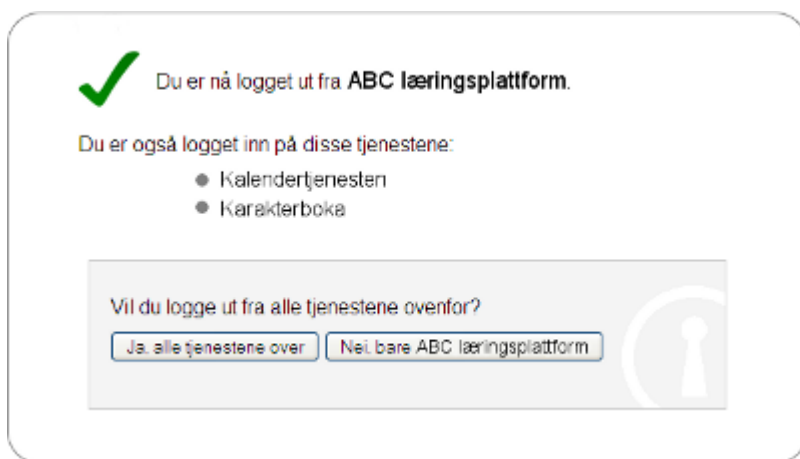 Du er nå logget ut fra ABC læringsplattform.
Du er også logget inn på disse tjenestene:
Kalendertjenesten
Karakterboka
Vil du logge ut fra alle tjenestene ovenfor?
Ja, alle tjenestene over
Nei, bare ABC læringsplattform